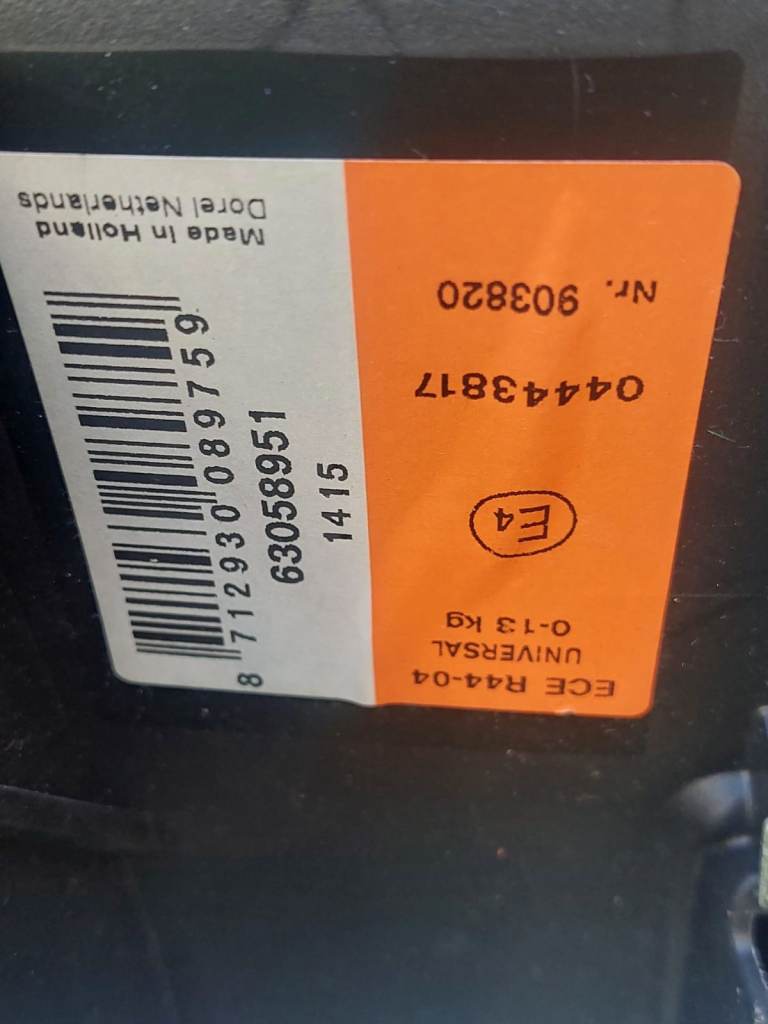 ECE R44-04
UNIVERSAL
0-13 kg
E4
04443817
Nr. 903820
Made in Holland
Dorel Netherlands
8 712930 089759
63058951
1415